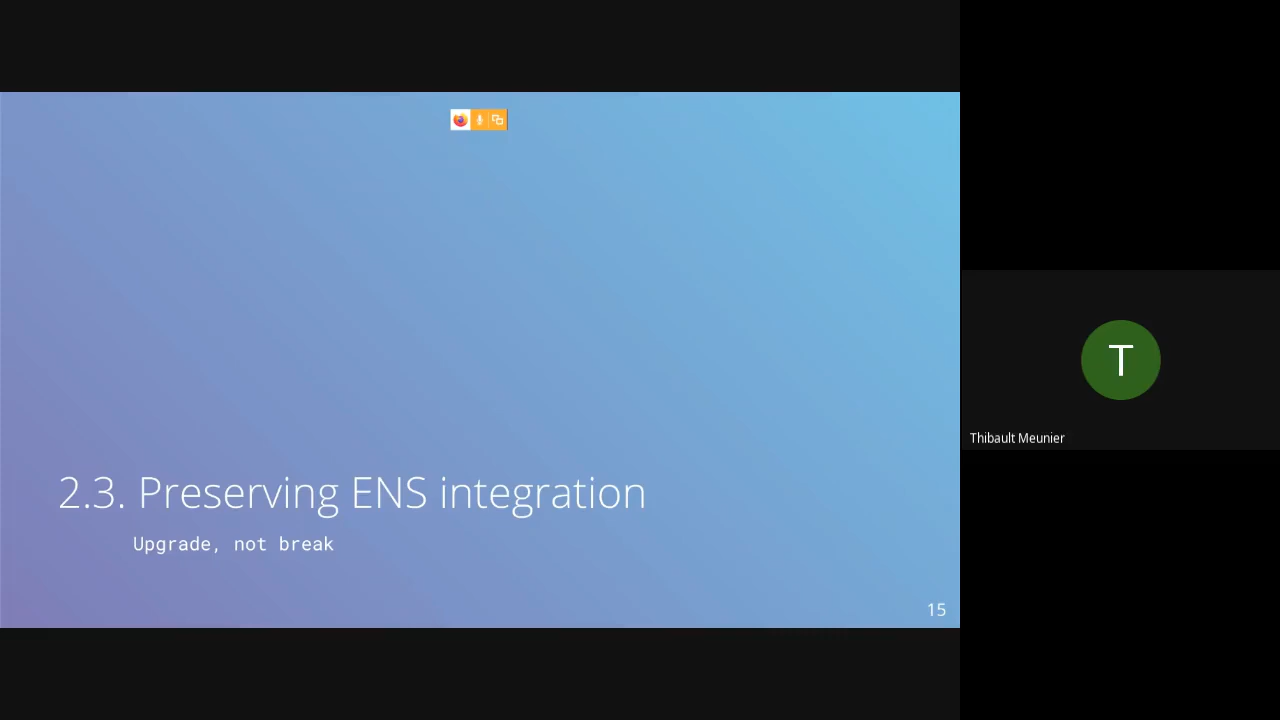 2.3. Preserving ENS integration
Upgrade, not break
15
T
Thibault Meunier